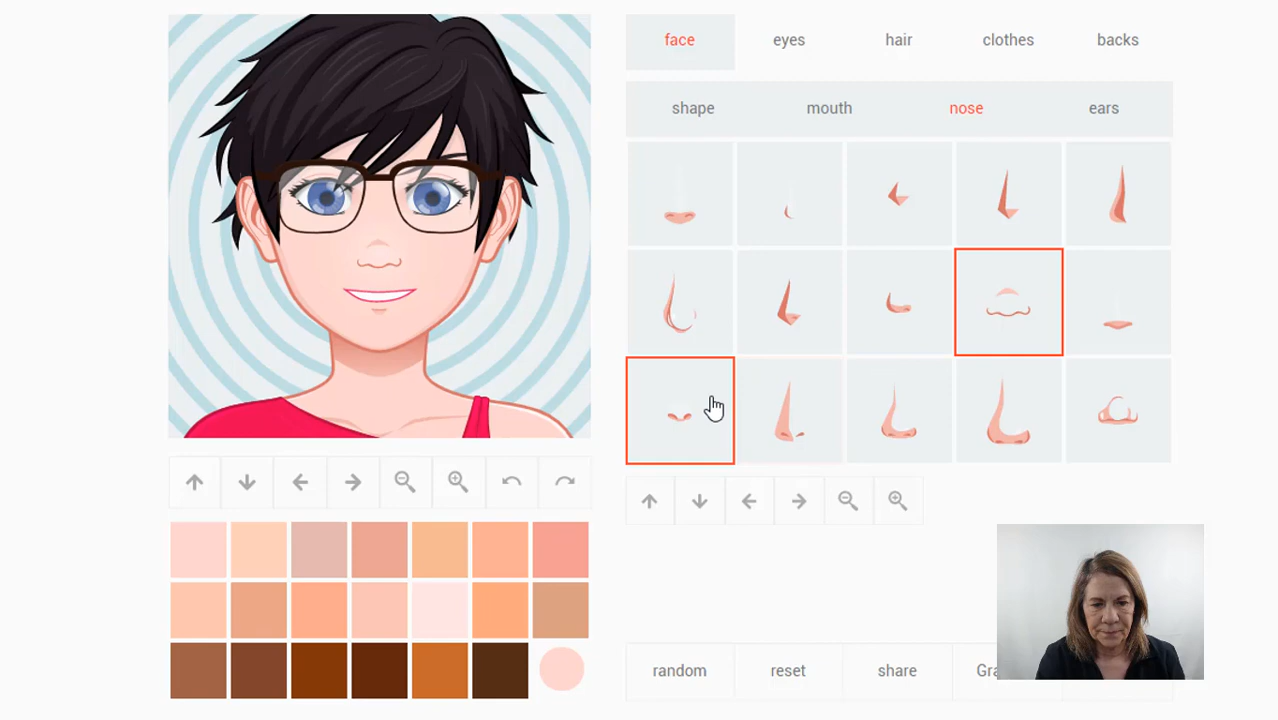 face eyes hair clothes backs
shape mouth nose ears
random reset share